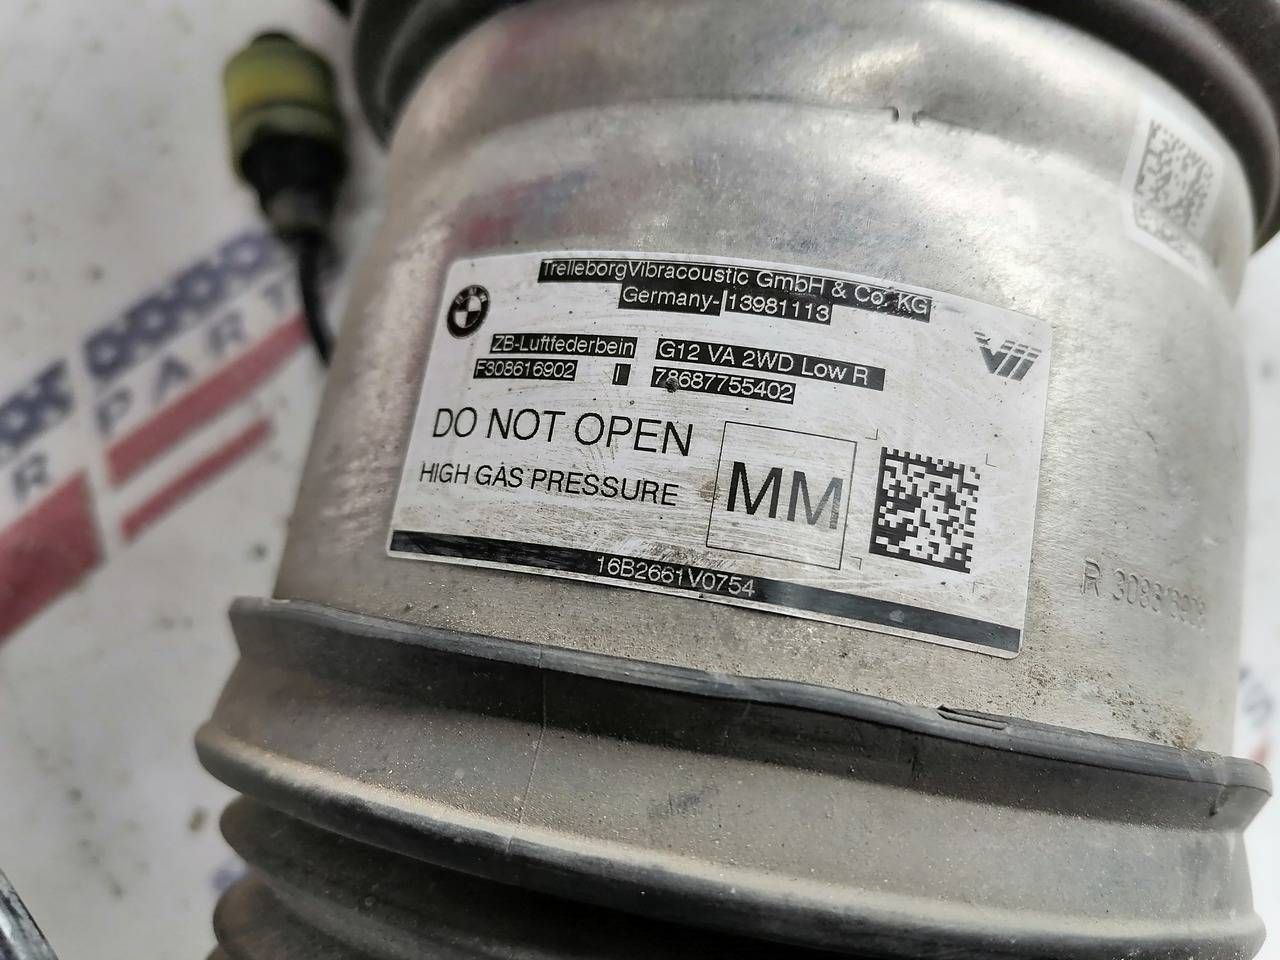 TrelleborgVibracoustic GmbH & Co. KG
Germany- 13981113
ZB-Luftfederbein G12 VA 2WD Low R
F308616902 I 78687755402
DO NOT OPEN
HIGH GAS PRESSURE
MM
16B2661V0754
PART
R